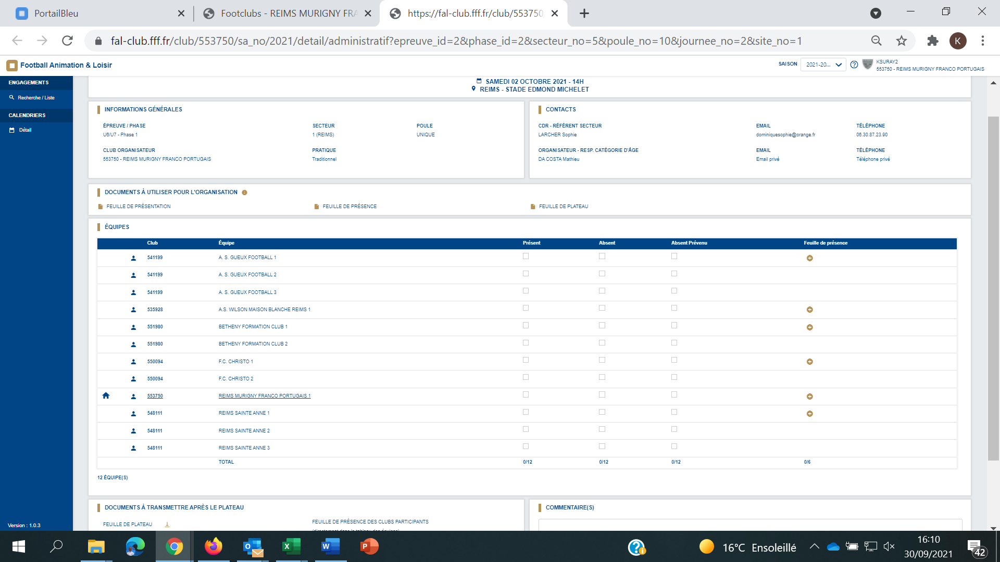 PortailBleu
Footclubs - REIMS MURIGNY FRA
https://fal-club.fff.fr/club/553750
fal-club.fff.fr/club/553750/sa_no/2021/detail/administratif?epreuve_id=2&phase_id=2&secteur_no=5&poule_no=10&journee_no=2&site_no=1
K
Football Animation & Loisir
SAISON
2021-20...
KSURAY2
553750 - REIMS MURIGNY FRANCO PORTUGAIS
ENGAGEMENTS
Recherche / Liste
CALENDRIERS
Détail
SAMEDI 02 OCTOBRE 2021 - 14H
REIMS - STADE EDMOND MICHELET
INFORMATIONS GÉNÉRALES
ÉPREUVE / PHASE SECTEUR POULE
U6/U7 - Phase 1 1 (REIMS) UNIQUE
CLUB ORGANISATEUR PRATIQUE
553750 - REIMS MURIGNY FRANCO PORTUGAIS Traditionnel
CONTACTS
CDR - RÉFÉRENT SECTEUR EMAIL TÉLÉPHONE
LARCHER Sophie dominiquesophie@orange.fr 06.30.87.23.90
ORGANISATEUR - RESP. CATÉGORIE D'ÂGE EMAIL TÉLÉPHONE
DA COSTA Mathieu Email privé Téléphone privé
DOCUMENTS À UTILISER POUR L'ORGANISATION
FEUILLE DE PRÉSENTATION FEUILLE DE PRÉSENCE FEUILLE DE PLATEAU
ÉQUIPES
Club Équipe Présent Absent Absent Prévenu Feuille de présence
541199 A. S. GUEUX FOOTBALL 1
541199 A. S. GUEUX FOOTBALL 2
541199 A. S. GUEUX FOOTBALL 3
535928 A.S. WILSON MAISON BLANCHE REIMS 1
551980 BETHENY FORMATION CLUB 1
551980 BETHENY FORMATION CLUB 2
550094 F.C. CHRISTO 1
550094 F.C. CHRISTO 2
553750 REIMS MURIGNY FRANCO PORTUGAIS 1
548111 REIMS SAINTE ANNE 1
548111 REIMS SAINTE ANNE 2
548111 REIMS SAINTE ANNE 3
TOTAL 0/12 0/12 0/12 0/6
12 ÉQUIPE(S)
DOCUMENTS À TRANSMETTRE APRÈS LE PLATEAU
FEUILLE DE PLATEAU
FEUILLE DE PRÉSENCE DES CLUBS PARTICIPANTS
(directement dans le tableau des équipes)
COMMENTAIRE(S)
Version : 1.0.3
16°C Ensoleillé
16:10
30/09/2021
42